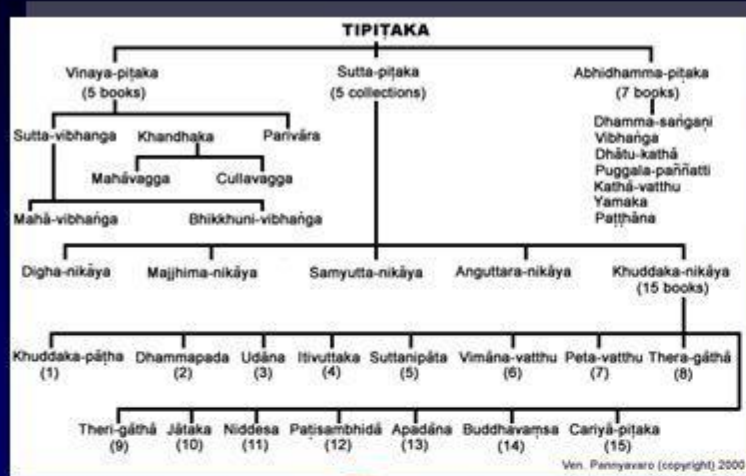 TIPIṬAKA
Vinaya-piṭaka Sutta-piṭaka Abhidhamma-piṭaka
(5 books) (5 collections) (7 books)
Dhamma-saṅgaṇi
Sutta-vibhanga Khandhaka Parivāra
Vibhaṅga
Dhātu-kathā
Mahāvagga Cullavagga
Puggala-paññatti
Kathā-vatthu
Yamaka
Mahā-vibhaṅga Bhikkhuni-vibhaṅga
Paṭṭhāna
Digha-nikāya Majjhima-nikāya Samyutta-nikāya Anguttara-nikāya Khuddaka-nikāya
(15 books)
Khuddaka-pāṭha Dhammapada Udāna Itivuttaka Suttanipāta Vimāna-vatthu Peta-vatthu Thera-gāthā
(1) (2) (3) (4) (5) (6) (7) (8)
Theri-gāthā Jātaka Niddesa Paṭisambhidā Apadāna Buddhavaṃsa Cariyā-piṭaka
(9) (10) (11) (12) (13) (14) (15)
Ven. Pannyavaro (copyright) 2000